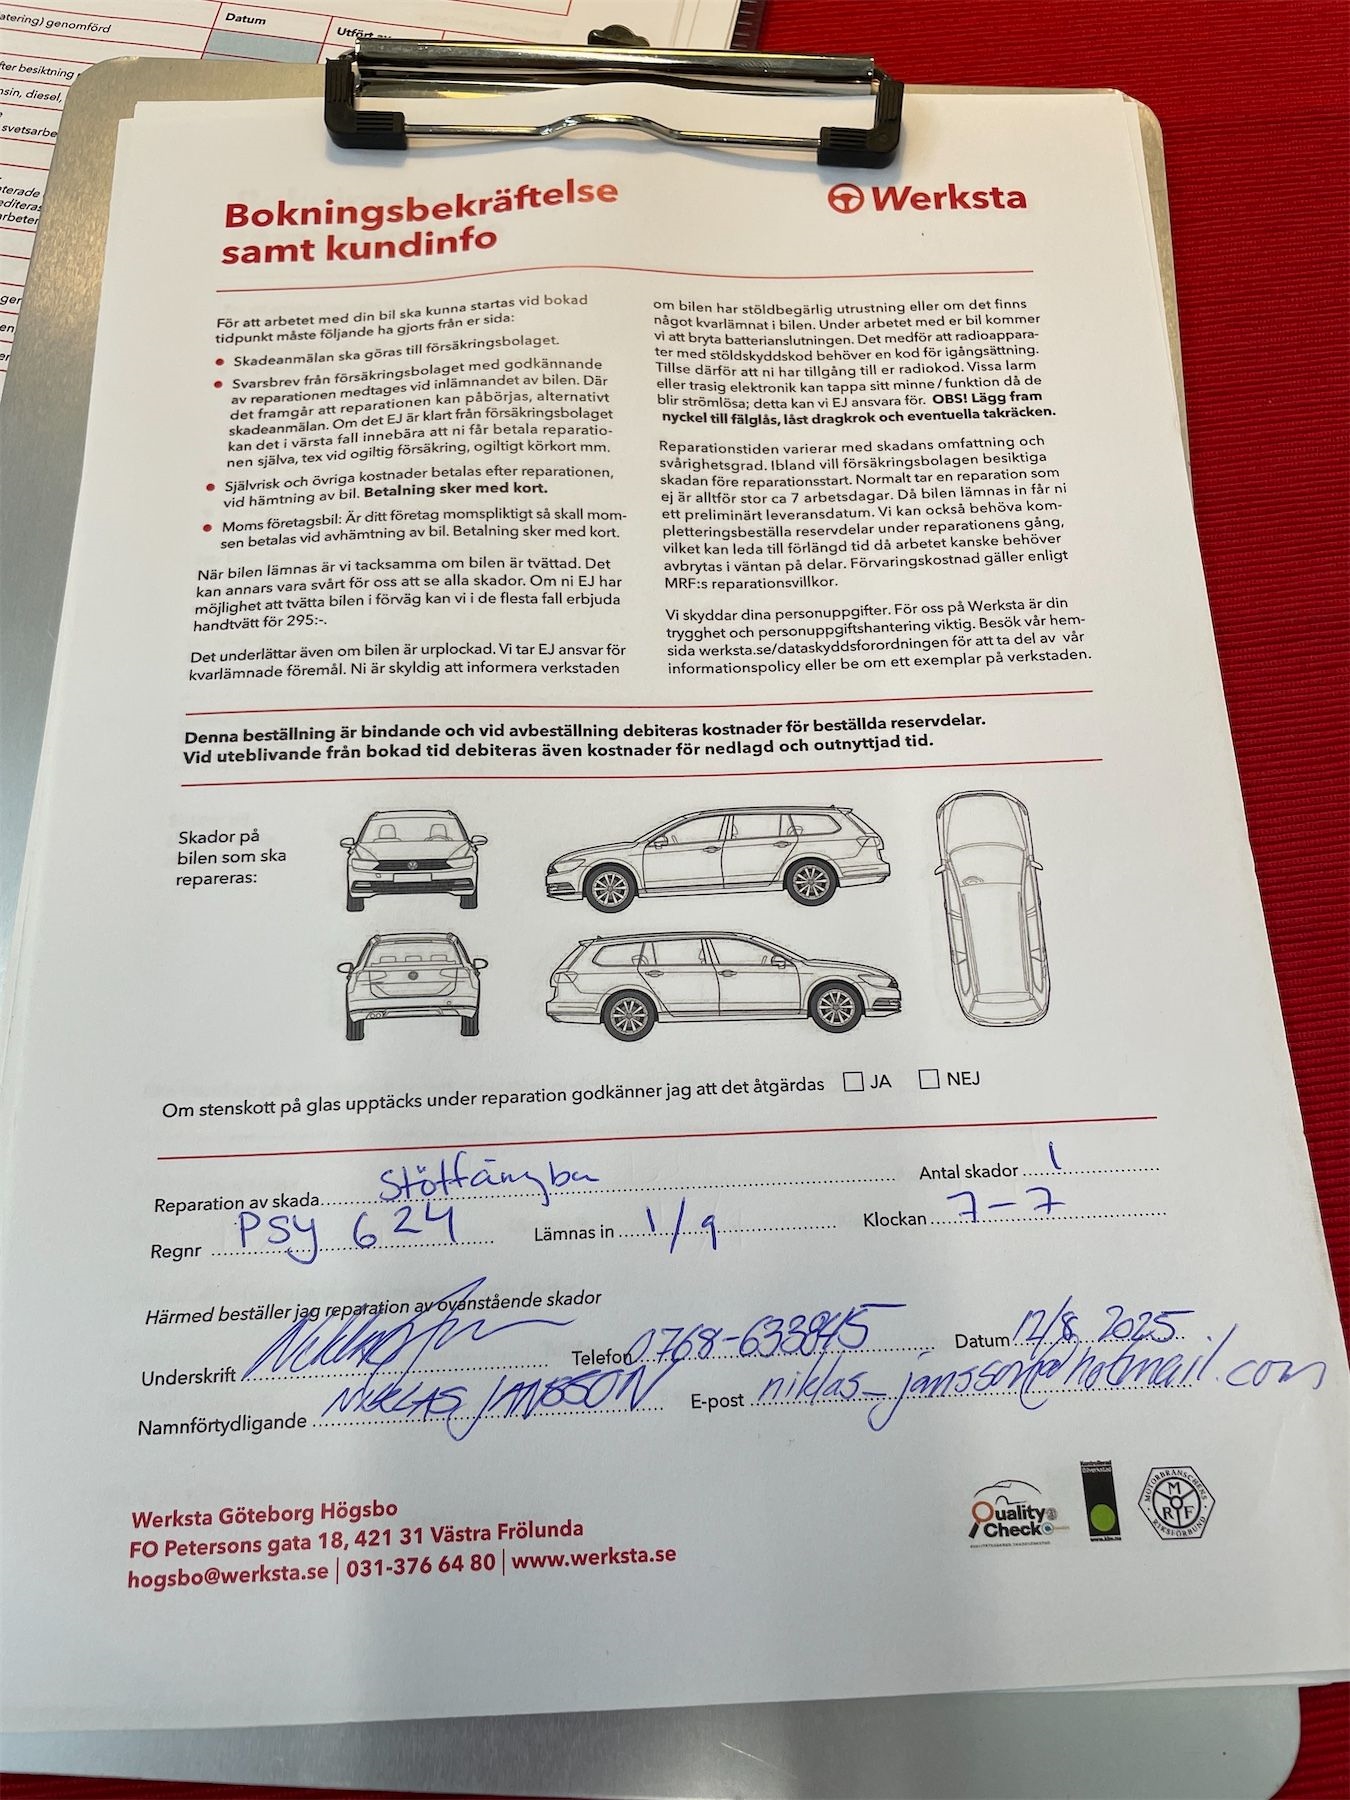 atering) genomförd
Datum
Utfört av
fter besiktning
nsin, diesel,
svetsarbe
terade
editeras
arbeten
ger
en
er
Bokningsbekräftelse
samt kundinfo
Werksta
För att arbetet med din bil ska kunna startas vid bokad
tidpunkt måste följande ha gjorts från er sida:
• Skadeanmälan ska göras till försäkringsbolaget.
• Svarsbrev från försäkringsbolaget med godkännande
av reparationen medtages vid inlämnandet av bilen. Där
det framgår att reparationen kan påbörjas, alternativt
skadeanmälan. Om det EJ är klart från försäkringsbolaget
kan det i värsta fall innebära att ni får betala reparatio-
nen själva, tex vid ogiltig försäkring, ogiltigt körkort mm.
• Självrisk och övriga kostnader betalas efter reparationen,
vid hämtning av bil. Betalning sker med kort.
• Moms företagsbil: Är ditt företag momspliktigt så skall mom-
sen betalas vid avhämtning av bil. Betalning sker med kort.
När bilen lämnas är vi tacksamma om bilen är tvättad. Det
kan annars vara svårt för oss att se alla skador. Om ni EJ har
möjlighet att tvätta bilen i förväg kan vi i de flesta fall erbjuda
handtvätt för 295:-.
Det underlättar även om bilen är urplockad. Vi tar EJ ansvar för
kvarlämnade föremål. Ni är skyldig att informera verkstaden
om bilen har stöldbegärlig utrustning eller om det finns
något kvarlämnat i bilen. Under arbetet med er bil kommer
vi att bryta batterianslutningen. Det medför att radioappara-
ter med stöldskyddskod behöver en kod för igångsättning.
Tillse därför att ni har tillgång till er radiokod. Vissa larm
eller trasig elektronik kan tappa sitt minne/funktion då de
blir strömlösa; detta kan vi EJ ansvara för. OBS! Lägg fram
nyckel till fälglås, låst dragkrok och eventuella takräcken.
Reparationstiden varierar med skadans omfattning och
svårighetsgrad. Ibland vill försäkringsbolagen besiktiga
skadan före reparationsstart. Normalt tar en reparation som
ej är alltför stor ca 7 arbetsdagar. Då bilen lämnas in får ni
ett preliminärt leveransdatum. Vi kan också behöva kom-
pletteringsbeställa reservdelar under reparationens gång,
vilket kan leda till förlängd tid då arbetet kanske behöver
avbrytas i väntan på delar. Förvaringskostnad gäller enligt
MRF:s reparationsvillkor.
Vi skyddar dina personuppgifter. För oss på Werksta är din
trygghet och personuppgiftshantering viktig. Besök vår hem-
sida werksta.se/dataskyddsforordningen för att ta del av vår
informationspolicy eller be om ett exemplar på verkstaden.
Denna beställning är bindande och vid avbeställning debiteras kostnader för beställda reservdelar.
Vid uteblivande från bokad tid debiteras även kostnader för nedlagd och outnyttjad tid.
Skador på
bilen som ska
repareras:
Om stenskott på glas upptäcks under reparation godkänner jag att det åtgärdas JA NEJ
Reparation av skada Stötfångba Antal skador 1
Regnr PSY 624 Lämnas in 1/9 Klockan 7-7
Härmed beställer jag reparation av ovanstående skador
Underskrift Telefon 0768-633845 Datum 12/8 2025
Namnförtydligande NIKLAS JANSSON E-post niklas_jansson@hotmail.com
Werksta Göteborg Högsbo
FO Petersons gata 18, 421 31 Västra Frölunda
hogsbo@werksta.se | 031-376 64 80 | www.werksta.se
Quality
Check
Kontrollerad
MOTORBRANSCHENS
MRF
RIKSFÖRBUND